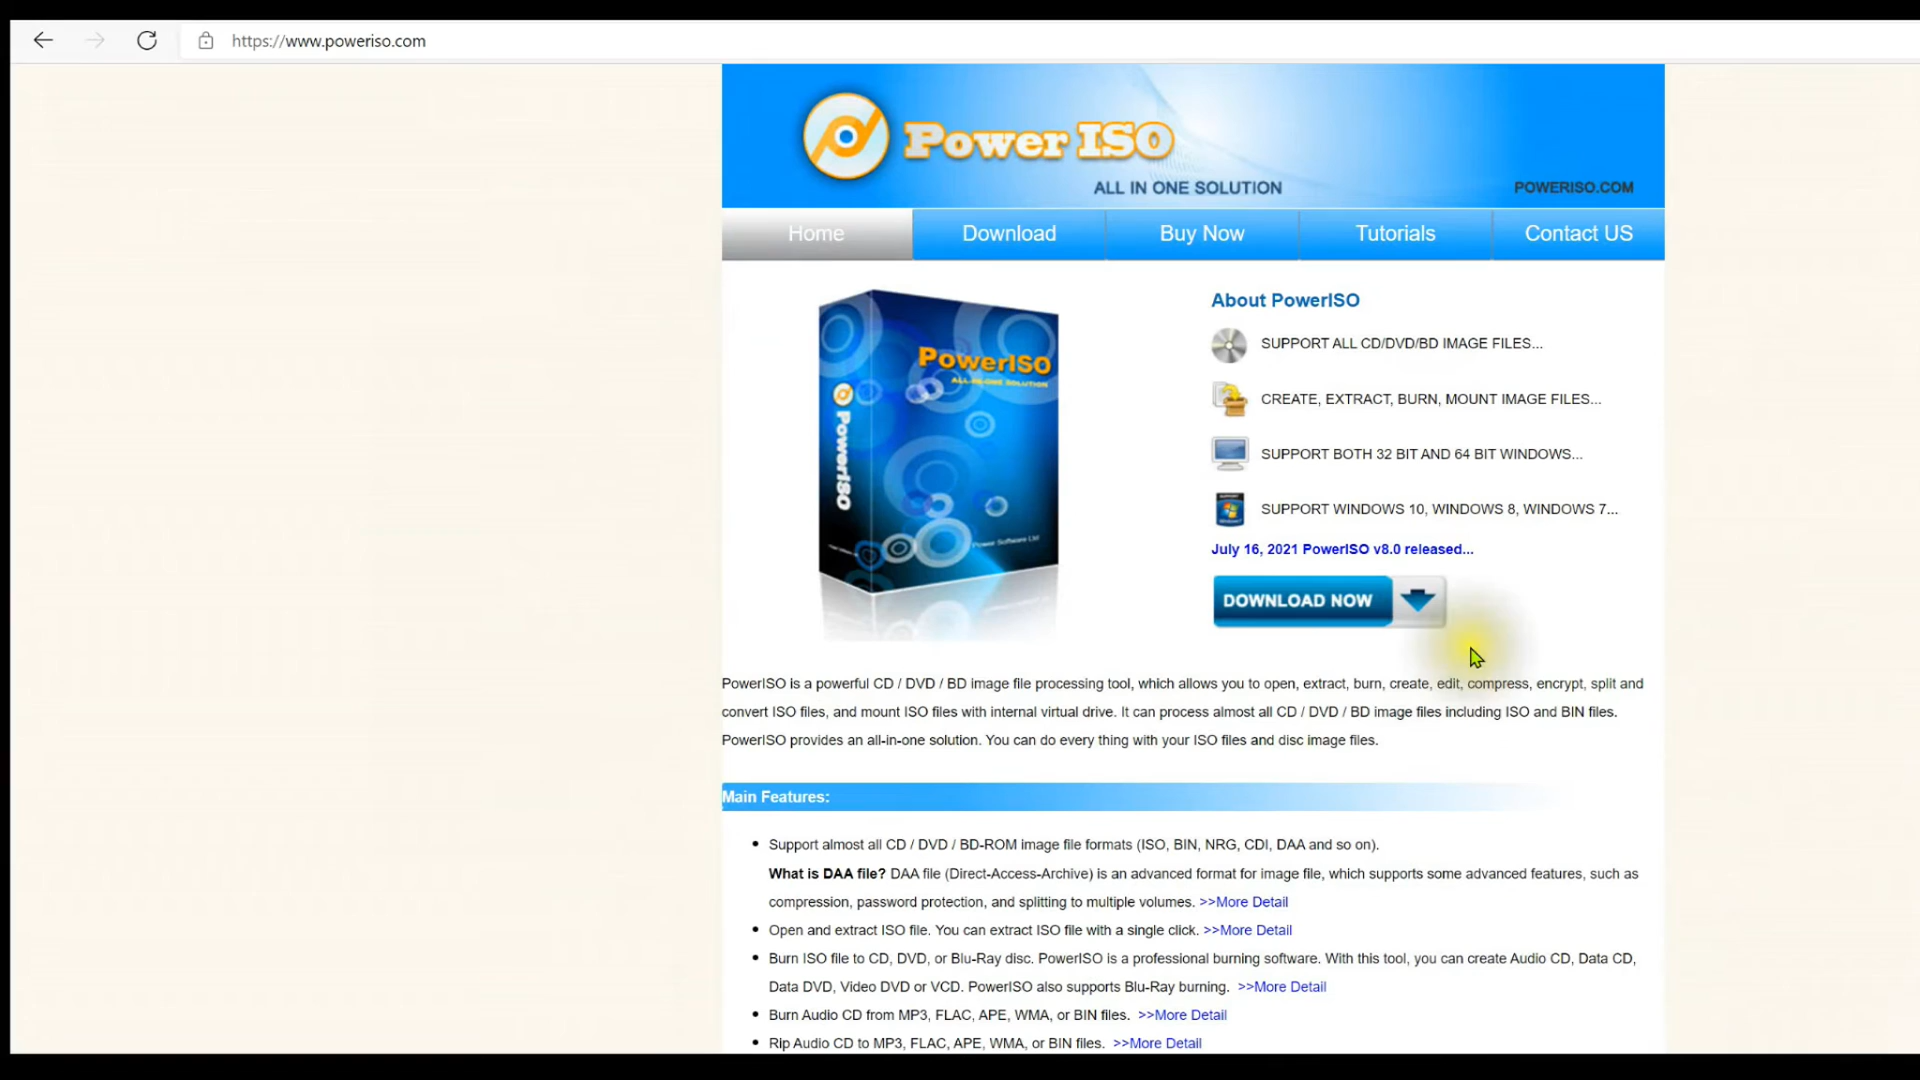 https://www.poweriso.com
Power ISO
ALL IN ONE SOLUTION
POWERISO.COM
Home
Download
Buy Now
Tutorials
Contact US
PowerISO
ALL-IN-ONE SOLUTION
PowerISO
Power Software Ltd
About PowerISO
SUPPORT ALL CD/DVD/BD IMAGE FILES...
CREATE, EXTRACT, BURN, MOUNT IMAGE FILES...
SUPPORT BOTH 32 BIT AND 64 BIT WINDOWS...
SUPPORT WINDOWS 10, WINDOWS 8, WINDOWS 7...
July 16, 2021 PowerISO v8.0 released...
DOWNLOAD NOW
PowerISO is a powerful CD / DVD / BD image file processing tool, which allows you to open, extract, burn, create, edit, compress, encrypt, split and
convert ISO files, and mount ISO files with internal virtual drive. It can process almost all CD / DVD / BD image files including ISO and BIN files.
PowerISO provides an all-in-one solution. You can do every thing with your ISO files and disc image files.
Main Features:
• Support almost all CD / DVD / BD-ROM image file formats (ISO, BIN, NRG, CDI, DAA and so on).
What is DAA file? DAA file (Direct-Access-Archive) is an advanced format for image file, which supports some advanced features, such as
compression, password protection, and splitting to multiple volumes. >>More Detail
• Open and extract ISO file. You can extract ISO file with a single click. >>More Detail
• Burn ISO file to CD, DVD, or Blu-Ray disc. PowerISO is a professional burning software. With this tool, you can create Audio CD, Data CD,
Data DVD, Video DVD or VCD. PowerISO also supports Blu-Ray burning. >>More Detail
• Burn Audio CD from MP3, FLAC, APE, WMA, or BIN files. >>More Detail
• Rip Audio CD to MP3, FLAC, APE, WMA, or BIN files. >>More Detail